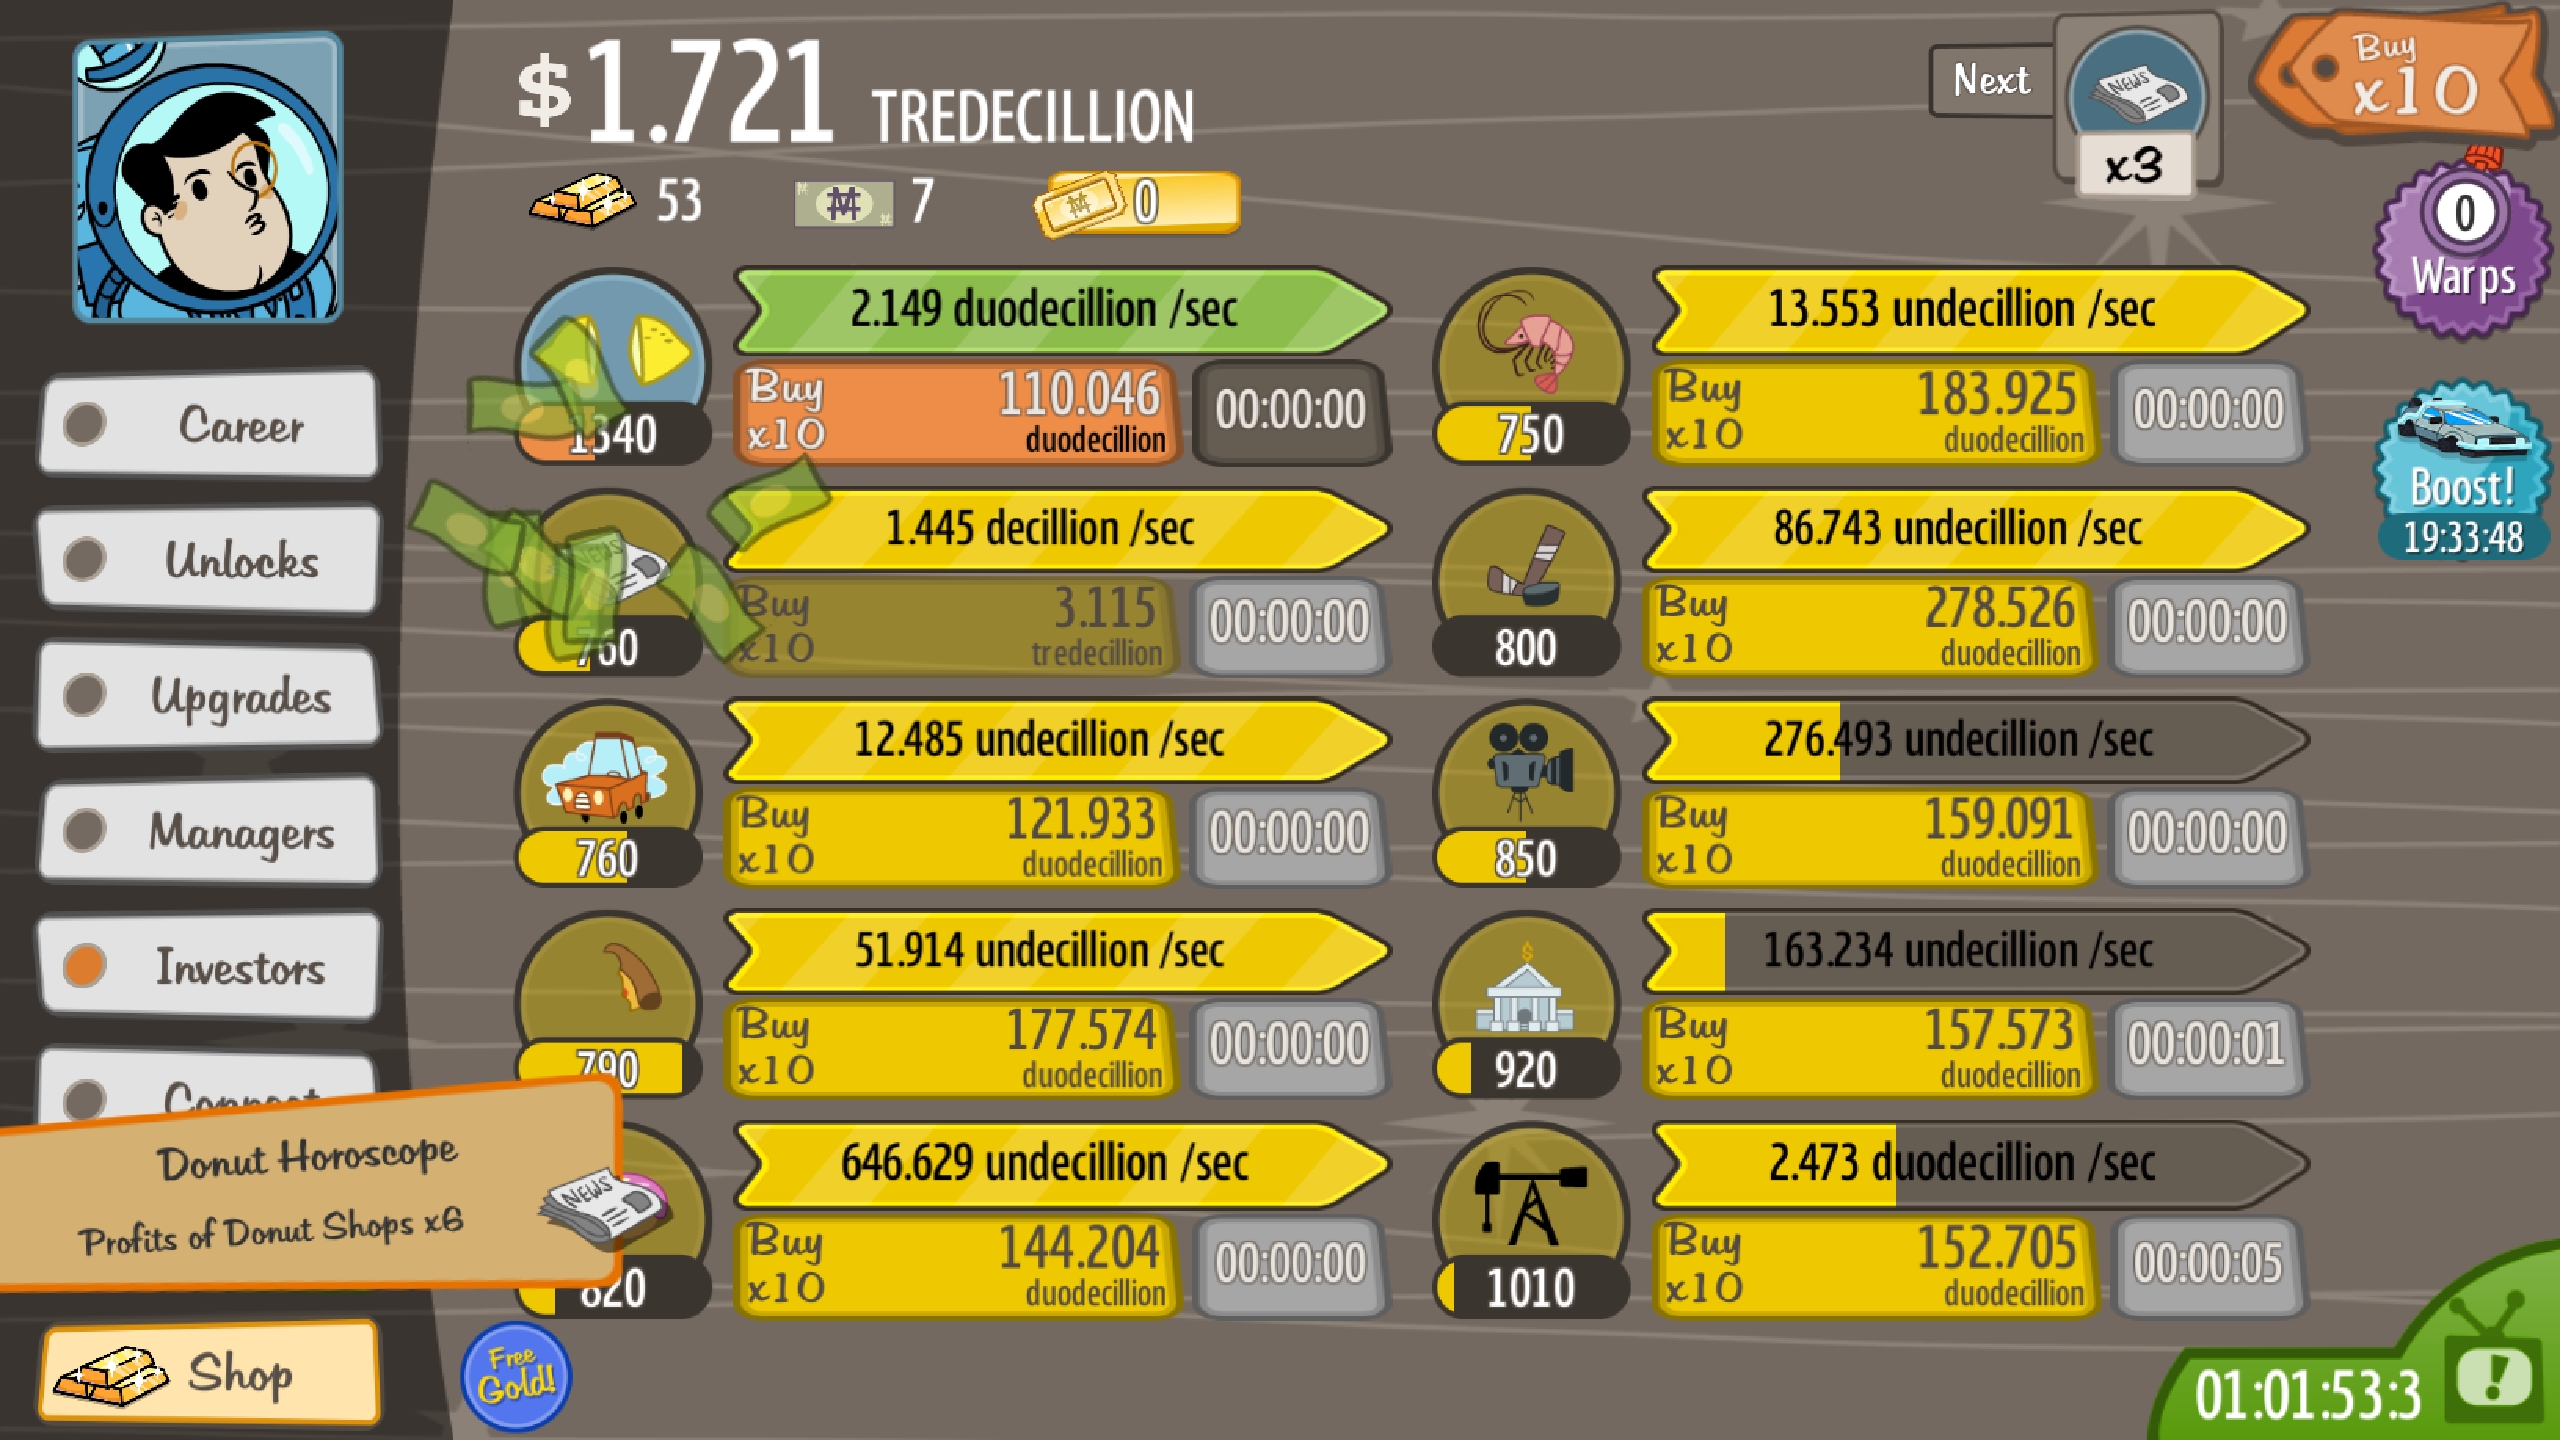 $1.721 TREDECILLION
Next
x3
Buy
x10
53
7
0
0
Warps
Boost!
19:33:48
Career
Unlocks
Upgrades
Managers
Investors
Connect
2.149 duodecillion /sec
1340
Buy
x10
110.046
duodecillion
00:00:00
13.553 undecillion /sec
750
Buy
x10
183.925
duodecillion
00:00:00
NEWS
1.445 decillion /sec
760
Buy
x10
3.115
tredecillion
00:00:00
86.743 undecillion /sec
800
Buy
x10
278.526
duodecillion
00:00:00
12.485 undecillion /sec
760
Buy
x10
121.933
duodecillion
00:00:00
276.493 undecillion /sec
850
Buy
x10
159.091
duodecillion
00:00:00
51.914 undecillion /sec
790
Buy
x10
177.574
duodecillion
00:00:00
163.234 undecillion /sec
920
Buy
x10
157.573
duodecillion
00:00:01
Donut Horoscope
Profits of Donut Shops x6
NEWS
646.629 undecillion /sec
820
Buy
x10
144.204
duodecillion
00:00:00
2.473 duodecillion /sec
1010
Buy
x10
152.705
duodecillion
00:00:05
Shop
Free
Gold!
01:01:53:3